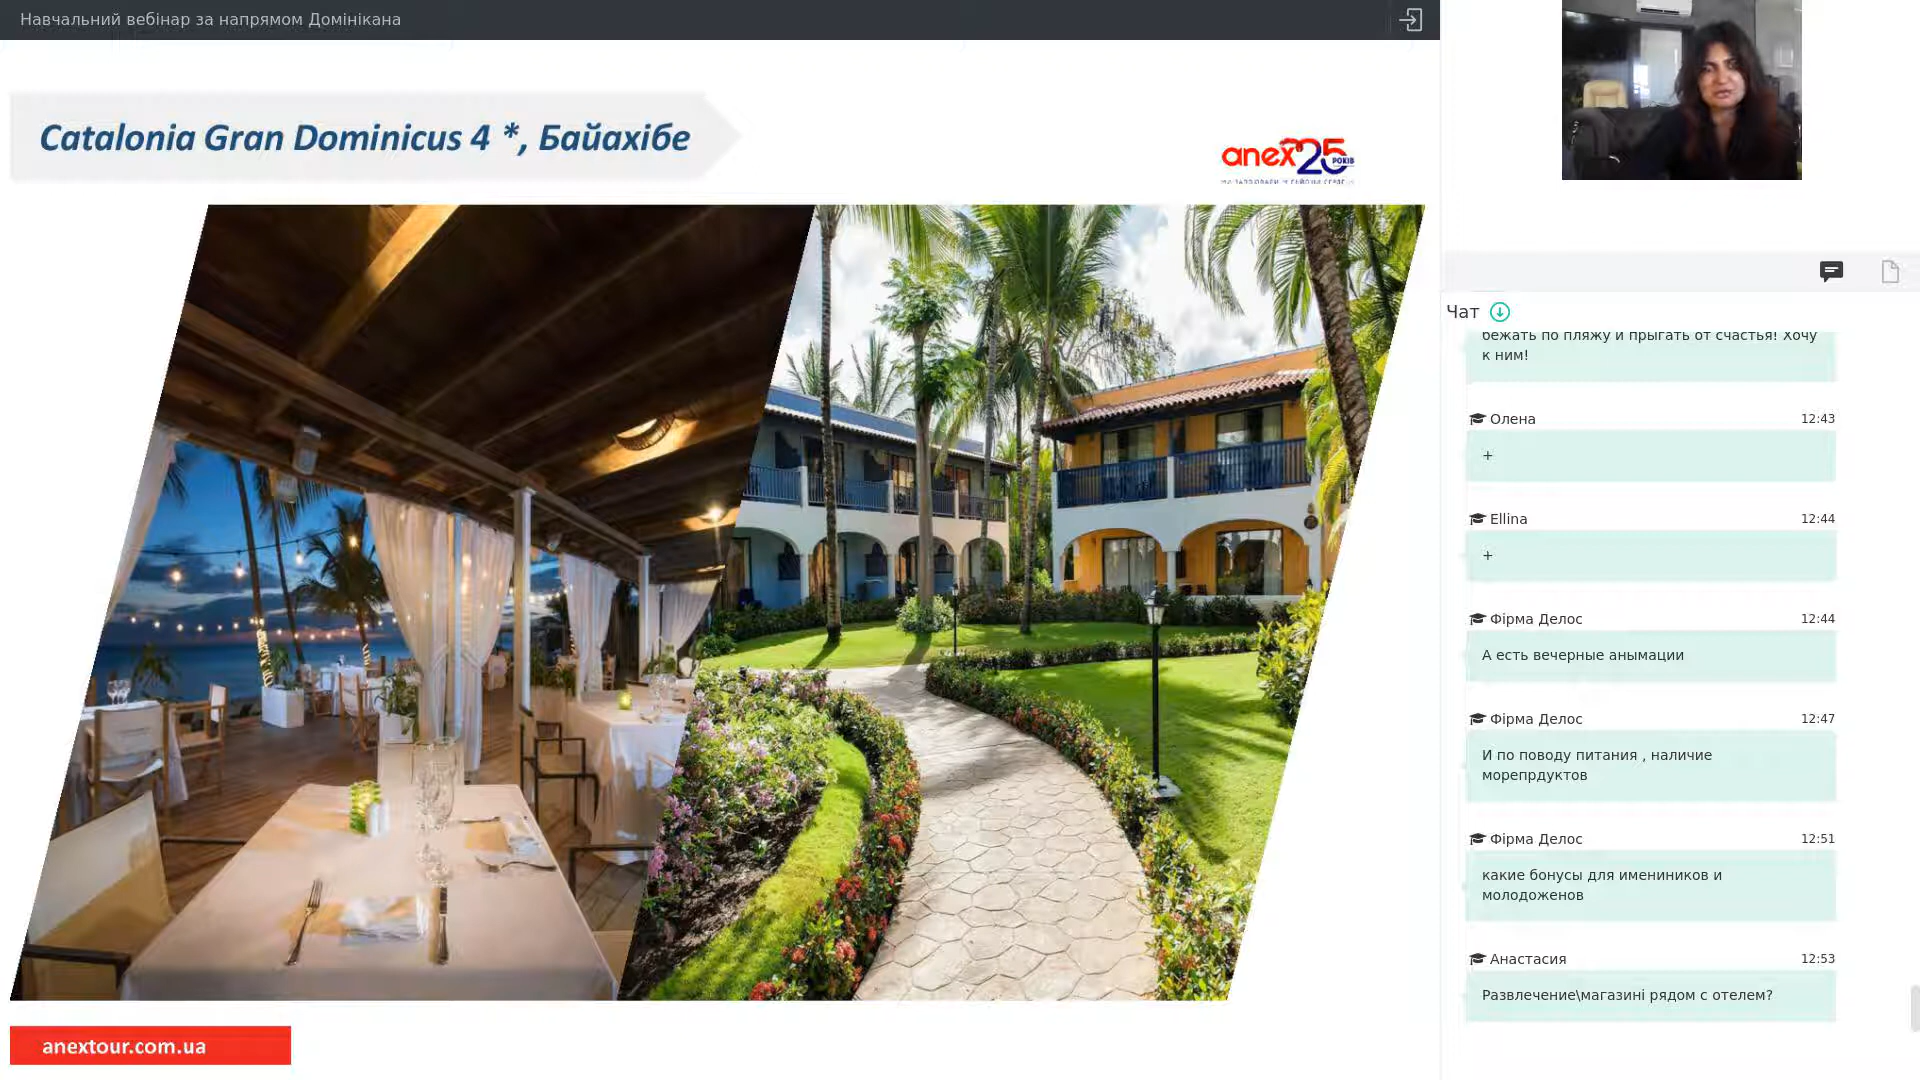 Навчальний вебінар за напрямом Домінікана
Catalonia Gran Dominicus 4 *, Байахібе
anex 25
РОКІВ
anextour.com.ua
Чат
бежать по пляжу и прыгать от счастья! Хочу
к ним!
Олена 12:43
+
Ellina 12:44
+
Фірма Делос 12:44
А есть вечерные анымации
Фірма Делос 12:47
И по поводу питания , наличие
морепрдуктов
Фірма Делос 12:51
какие бонусы для имениников и
молодоженов
Анастасия 12:53
Развлечение\магазині рядом с отелем?